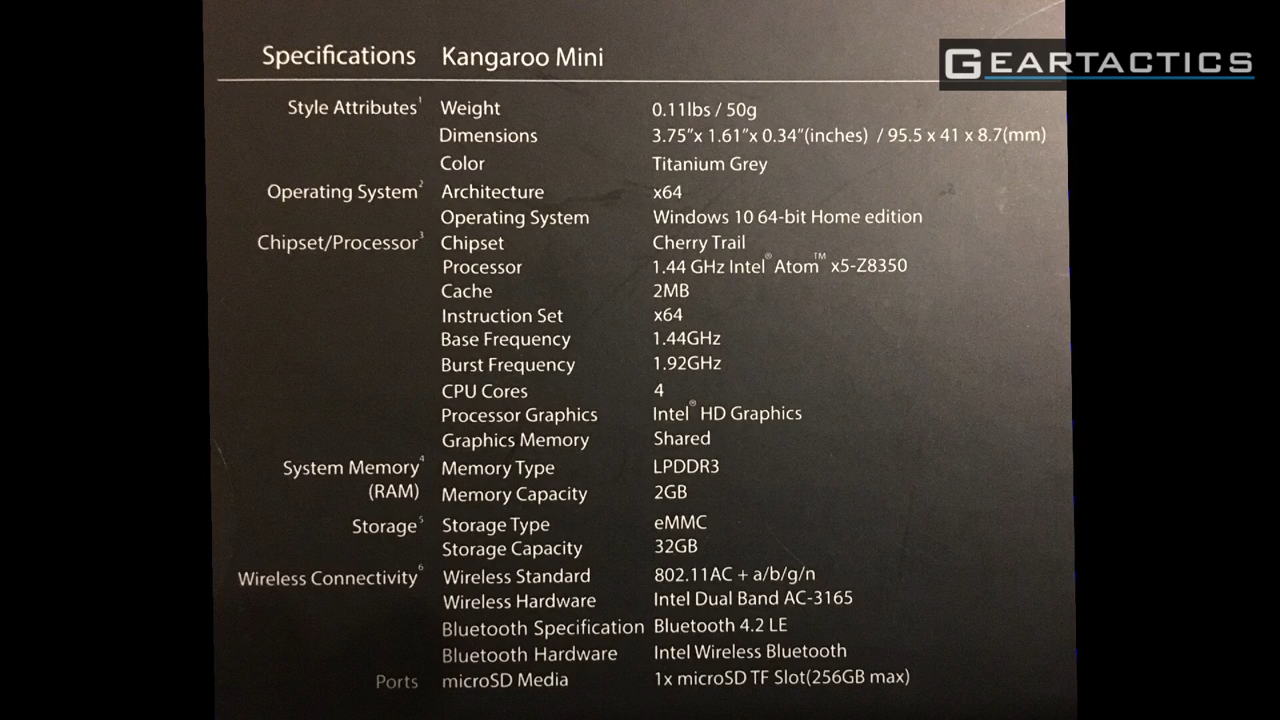 Specifications Kangaroo Mini
GEARTACTICS
Style Attributes¹ Weight 0.11lbs / 50g
Dimensions 3.75”x 1.61”x 0.34”(inches) / 95.5 x 41 x 8.7(mm)
Color Titanium Grey
Operating System² Architecture x64
Operating System Windows 10 64-bit Home edition
Chipset/Processor³ Chipset Cherry Trail
Processor 1.44 GHz Intel® Atom™ x5-Z8350
Cache 2MB
Instruction Set x64
Base Frequency 1.44GHz
Burst Frequency 1.92GHz
CPU Cores 4
Processor Graphics Intel® HD Graphics
Graphics Memory Shared
System Memory⁴ Memory Type LPDDR3
(RAM) Memory Capacity 2GB
Storage⁵ Storage Type eMMC
Storage Capacity 32GB
Wireless Connectivity⁶ Wireless Standard 802.11AC + a/b/g/n
Wireless Hardware Intel Dual Band AC-3165
Bluetooth Specification Bluetooth 4.2 LE
Bluetooth Hardware Intel Wireless Bluetooth
Ports microSD Media 1x microSD TF Slot(256GB max)